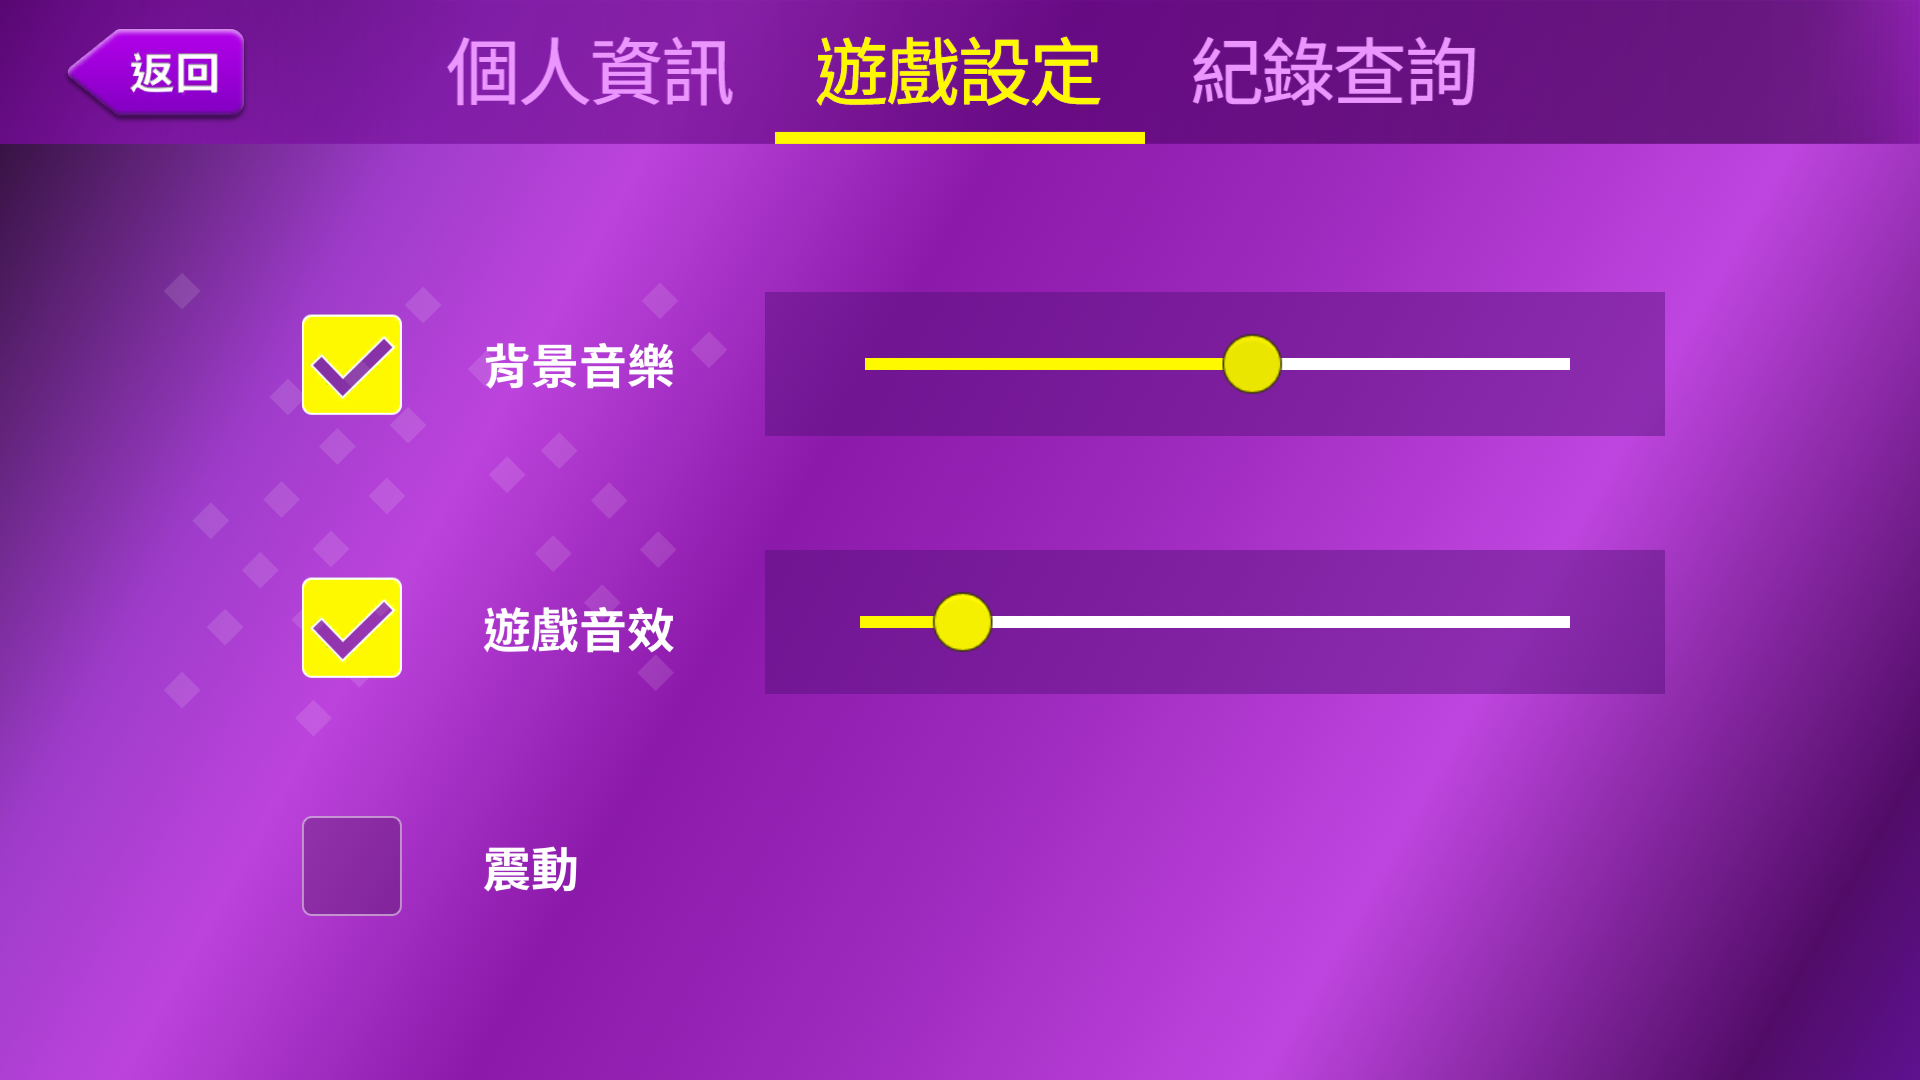 返回
個人資訊 遊戲設定 紀錄查詢
背景音樂
遊戲音效
震動